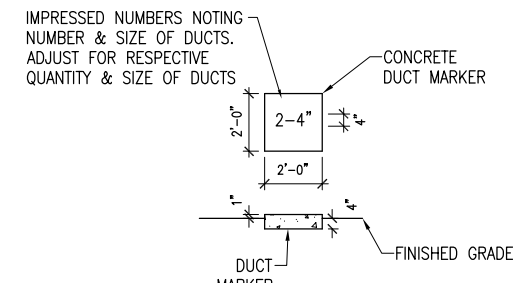 IMPRESSED NUMBERS NOTING
NUMBER & SIZE OF DUCTS.
ADJUST FOR RESPECTIVE
QUANTITY & SIZE OF DUCTS
CONCRETE
DUCT MARKER
2'-0"
2-4"
4"
2'-0"
1"
4"
FINISHED GRADE
DUCT
MARKER